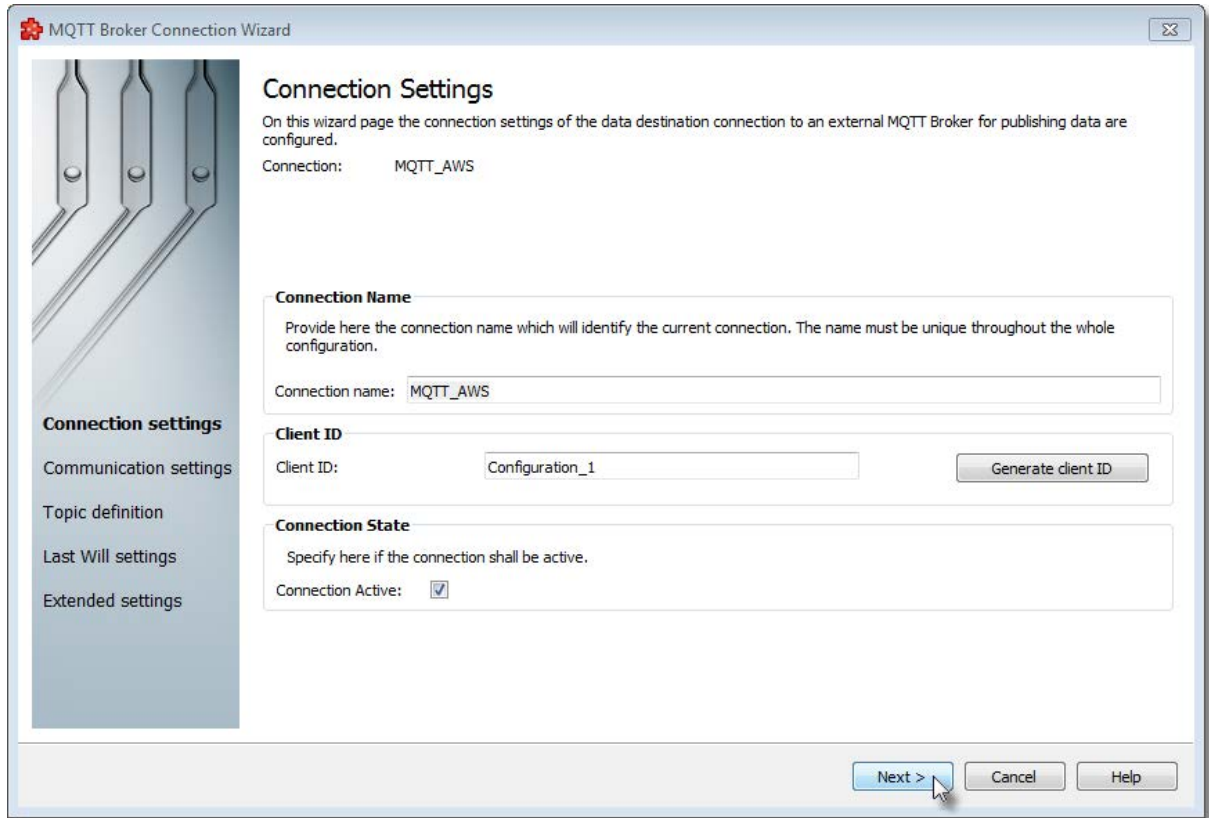 MQTT Broker Connection Wizard
Connection Settings
On this wizard page the connection settings of the data destination connection to an external MQTT Broker for publishing data are
configured.
Connection: MQTT_AWS
Connection Name
Provide here the connection name which will identify the current connection. The name must be unique throughout the whole
configuration.
Connection name: MQTT_AWS
Connection settings
Communication settings
Topic definition
Last Will settings
Extended settings
Client ID
Client ID: Configuration_1 Generate client ID
Connection State
Specify here if the connection shall be active.
Connection Active:
Next > Cancel Help